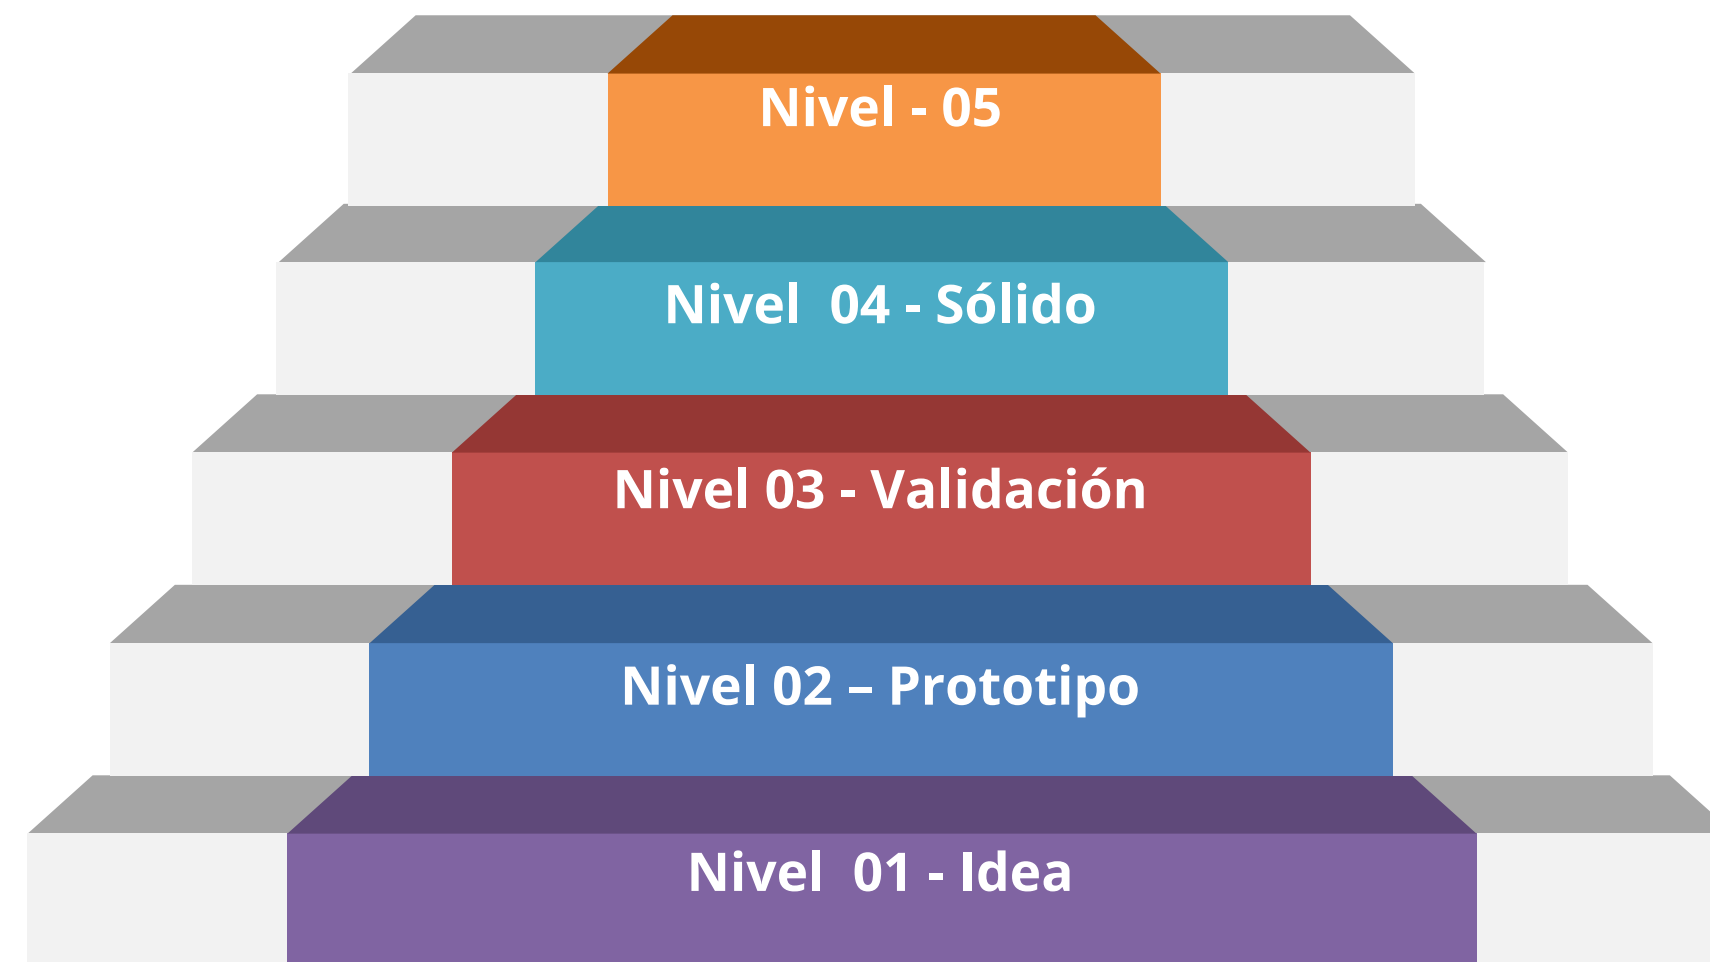 Nivel - 05
Nivel  04 - Sólido
Nivel 03 - Validación
Nivel 02 – Prototipo
Nivel  01 - Idea